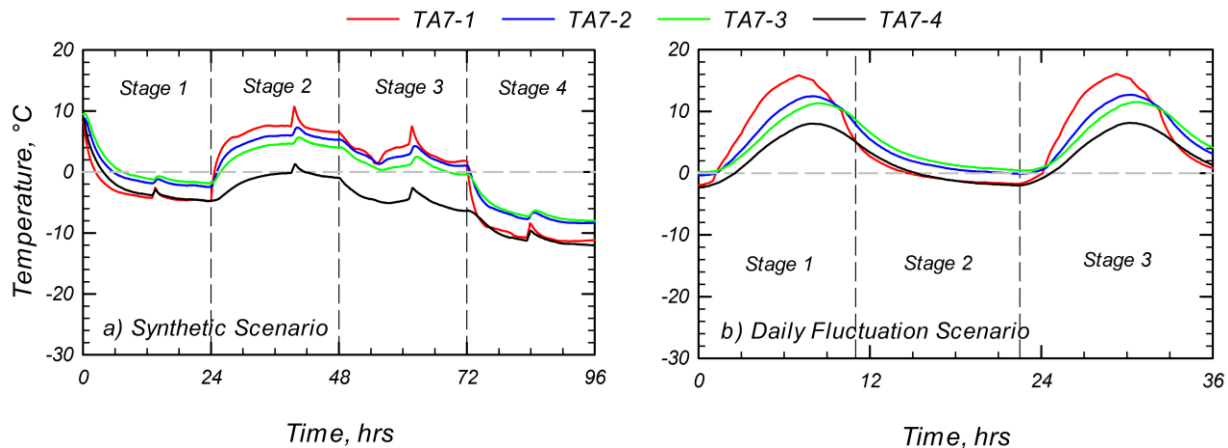 TA7-1 TA7-2 TA7-3 TA7-4
Temperature, °C
20
10
0
-10
-20
-30
Stage 1 Stage 2 Stage 3 Stage 4
a) Synthetic Scenario
0 24 48 72 96
Time, hrs
20
10
0
-10
-20
-30
Stage 1 Stage 2 Stage 3
b) Daily Fluctuation Scenario
0 12 24 36
Time, hrs